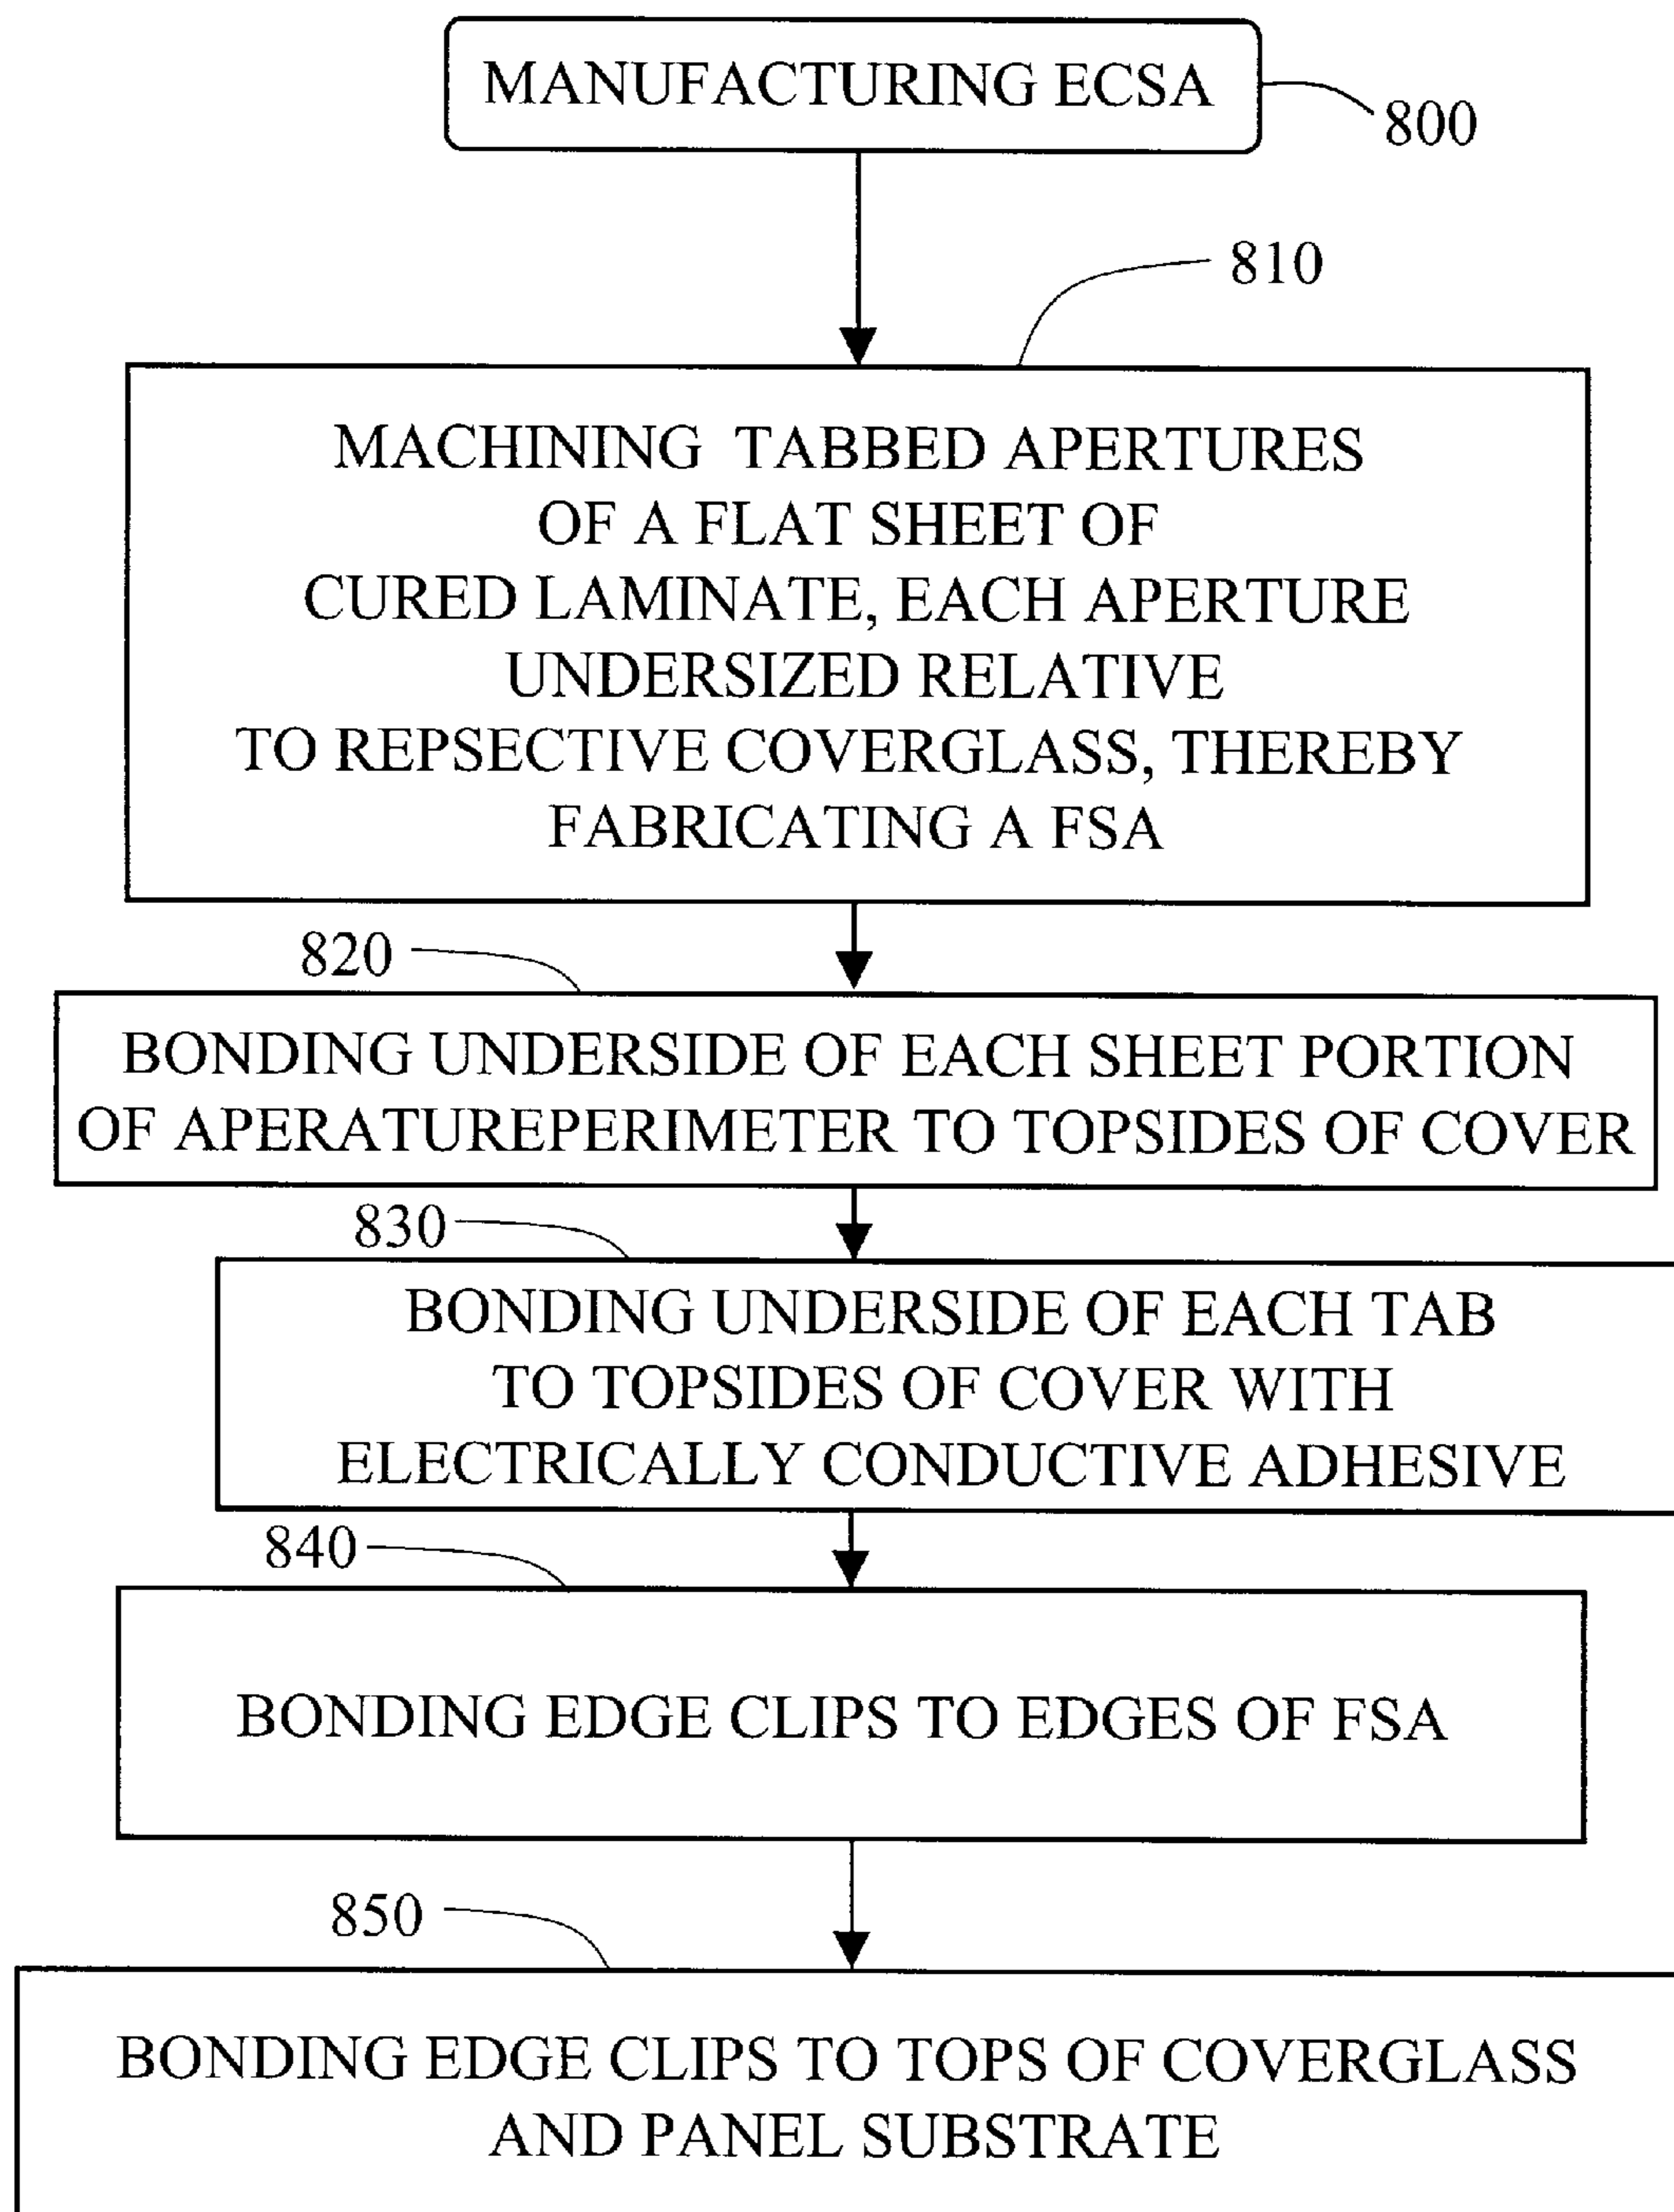 MANUFACTURING ECSA
800
810
MACHINING TABBED APERTURES
OF A FLAT SHEET OF
CURED LAMINATE, EACH APERTURE
UNDERSIZED RELATIVE
TO REPSECTIVE COVERGLASS, THEREBY
FABRICATING A FSA
820
BONDING UNDERSIDE OF EACH SHEET PORTION
OF APERATUREPERIMETER TO TOPSIDES OF COVER
830
BONDING UNDERSIDE OF EACH TAB
TO TOPSIDES OF COVER WITH
ELECTRICALLY CONDUCTIVE ADHESIVE
840
BONDING EDGE CLIPS TO EDGES OF FSA
850
BONDING EDGE CLIPS TO TOPS OF COVERGLASS
AND PANEL SUBSTRATE